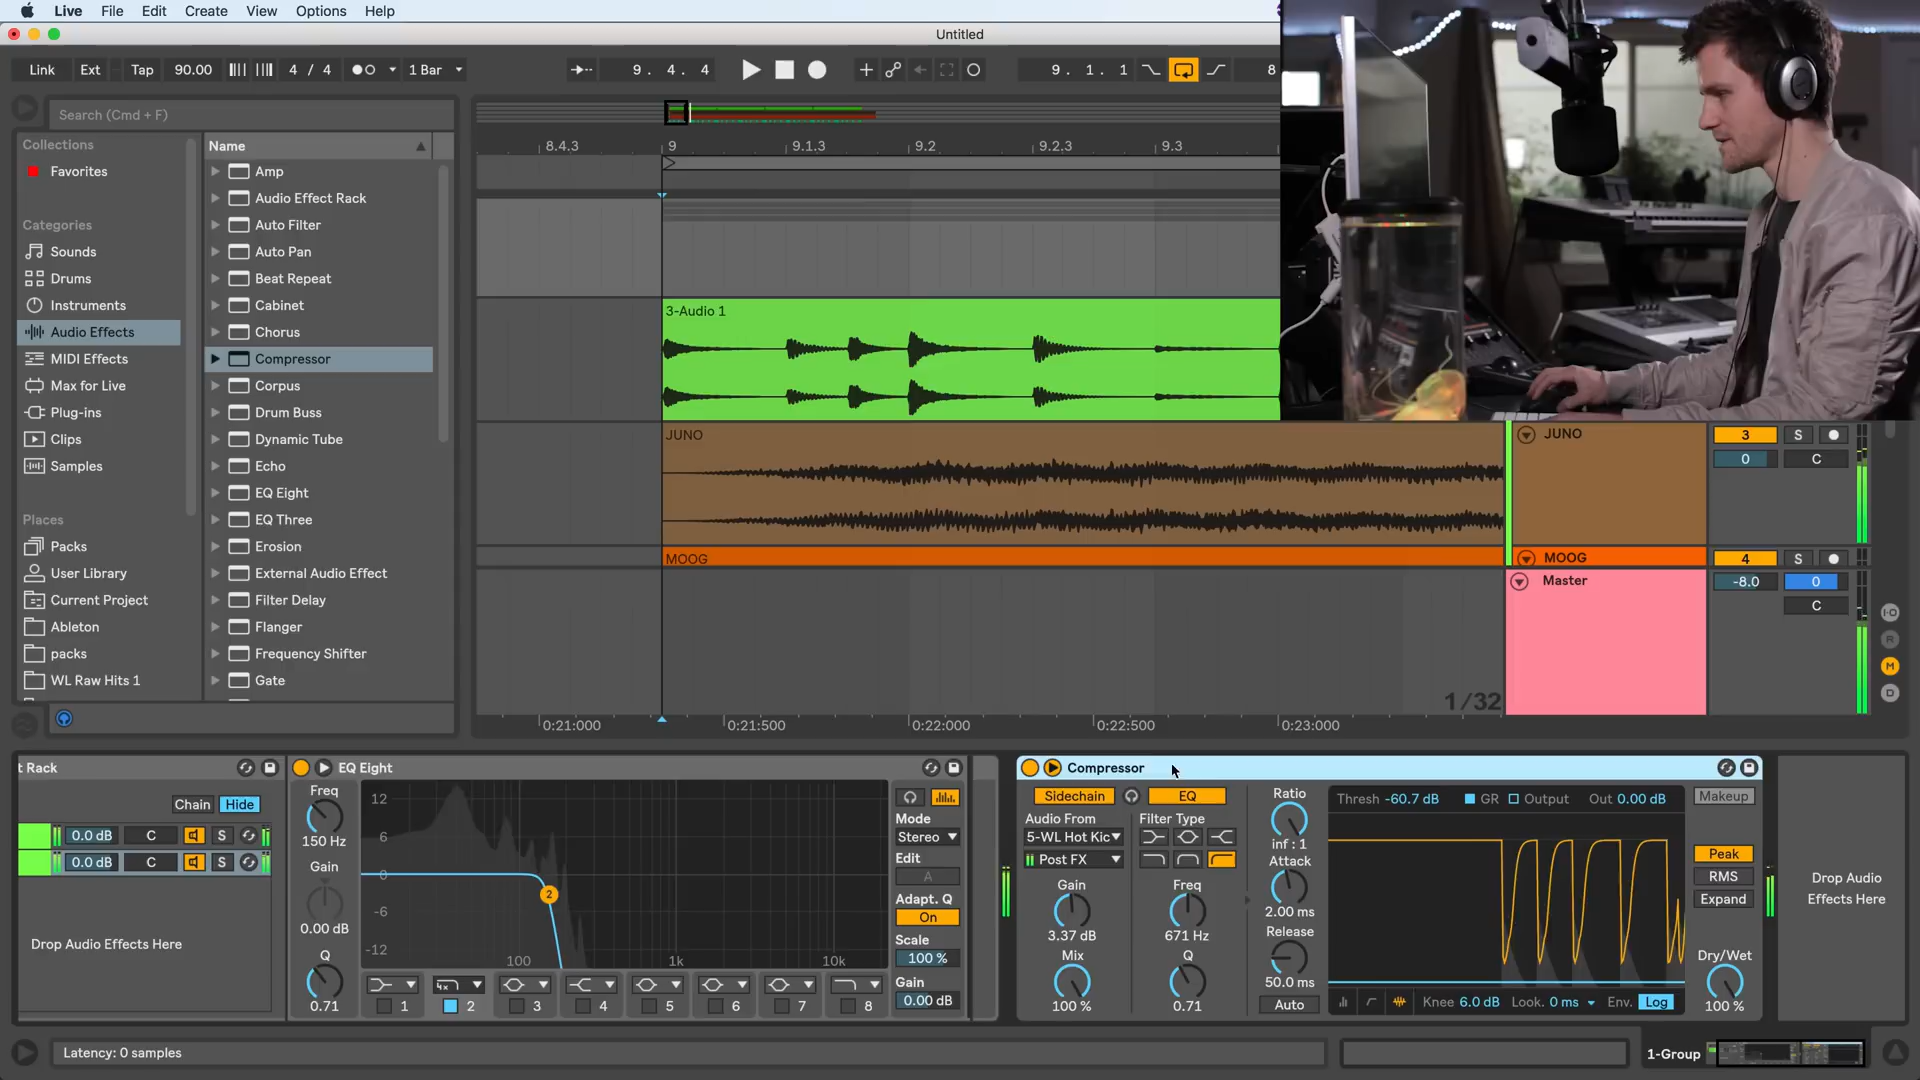 Live File Edit Create View Options Help
Untitled
Link Ext Tap 90.00 4 / 4 1 Bar 9. 4. 4 9. 1. 1 8
Search (Cmd + F)
Collections
Favorites
Categories
Sounds
Drums
Instruments
Audio Effects
MIDI Effects
Max for Live
Plug-ins
Clips
Samples
Places
Packs
User Library
Current Project
Ableton
packs
WL Raw Hits 1
Name
Amp
Audio Effect Rack
Auto Filter
Auto Pan
Beat Repeat
Cabinet
Chorus
Compressor
Corpus
Drum Buss
Dynamic Tube
Echo
EQ Eight
EQ Three
Erosion
External Audio Effect
Filter Delay
Flanger
Frequency Shifter
Gate
8.4.3 9 9.1.3 9.2 9.2.3 9.3
3-Audio 1
JUNO
MOOG
1/32
0:21:000 0:21:500 0:22:000 0:22:500 0:23:000
JUNO 3 S
0 C
MOOG 4 S
Master -8.0 0
C
I·O
R
M
D
t Rack
Chain Hide
0.0 dB C S
0.0 dB C S
Drop Audio Effects Here
EQ Eight
Freq
150 Hz
Gain
0.00 dB
Q
0.71
12
6
0
-6
-12
2
100 1k 10k
1 2 3 4 5 6 7 8
Mode
Stereo
Edit
A
Adapt. Q
On
Scale
100 %
Gain
0.00 dB
Compressor
Sidechain EQ
Audio From
5-WL Hot Kic
Post FX
Gain
3.37 dB
Mix
100 %
Filter Type
Freq
671 Hz
Q
0.71
Ratio
inf : 1
Attack
2.00 ms
Release
50.0 ms
Auto
Thresh -60.7 dB GR Output Out 0.00 dB
Knee 6.0 dB Look. 0 ms Env. Log
Makeup
Peak
RMS
Expand
Dry/Wet
100 %
Drop Audio
Effects Here
Latency: 0 samples
1-Group